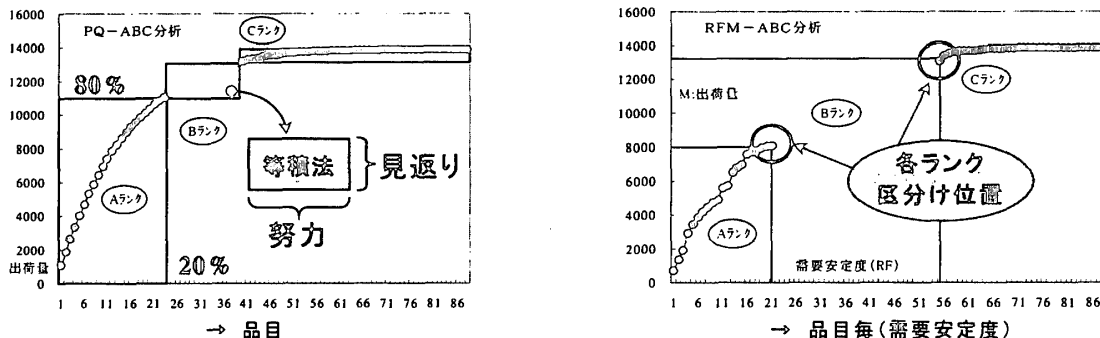 PQ−ABC分析
Cランク
16000
14000
12000
10000
8000
6000
4000
2000
出荷量
0
80%
Bランク
Aランク
等積法
見返り
努力
20%
1 6 11 16 21 26 31 36 41 46 51 56 61 66 71 76 81 86
→ 品目
RFM−ABC分析
16000
14000
12000
10000
8000
6000
4000
2000
0
M:出荷量
Cランク
Bランク
Aランク
各ランク
区分け位置
需要安定度(RF)
1 6 11 16 21 26 31 36 41 46 51 56 61 66 71 76 81 86
→ 品目毎(需要安定度)